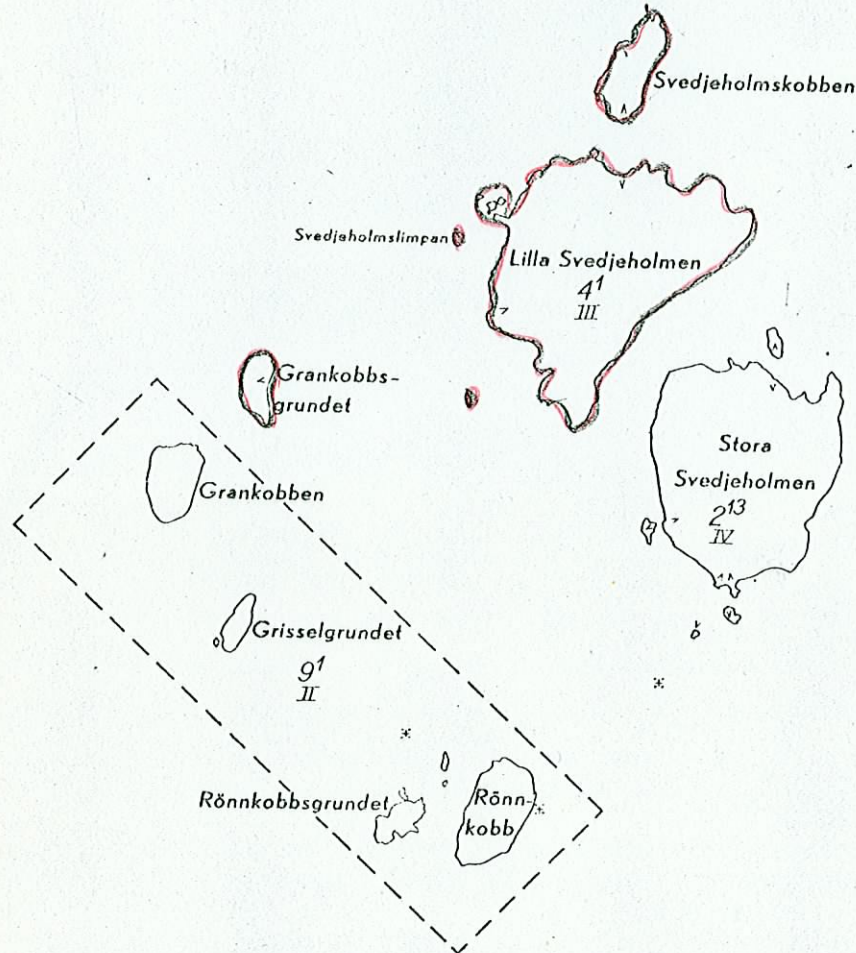 Svedjeholmskobben
Svedjeholmslimpan
Lilla Svedjeholmen
4¹
III
Grankobbs-
grundet
Stora
Svedjeholmen
2¹³
IV
Grankobben
Grisselgrundet
9¹
II
Rönnkobbsgrundet
Rönn-
kobb